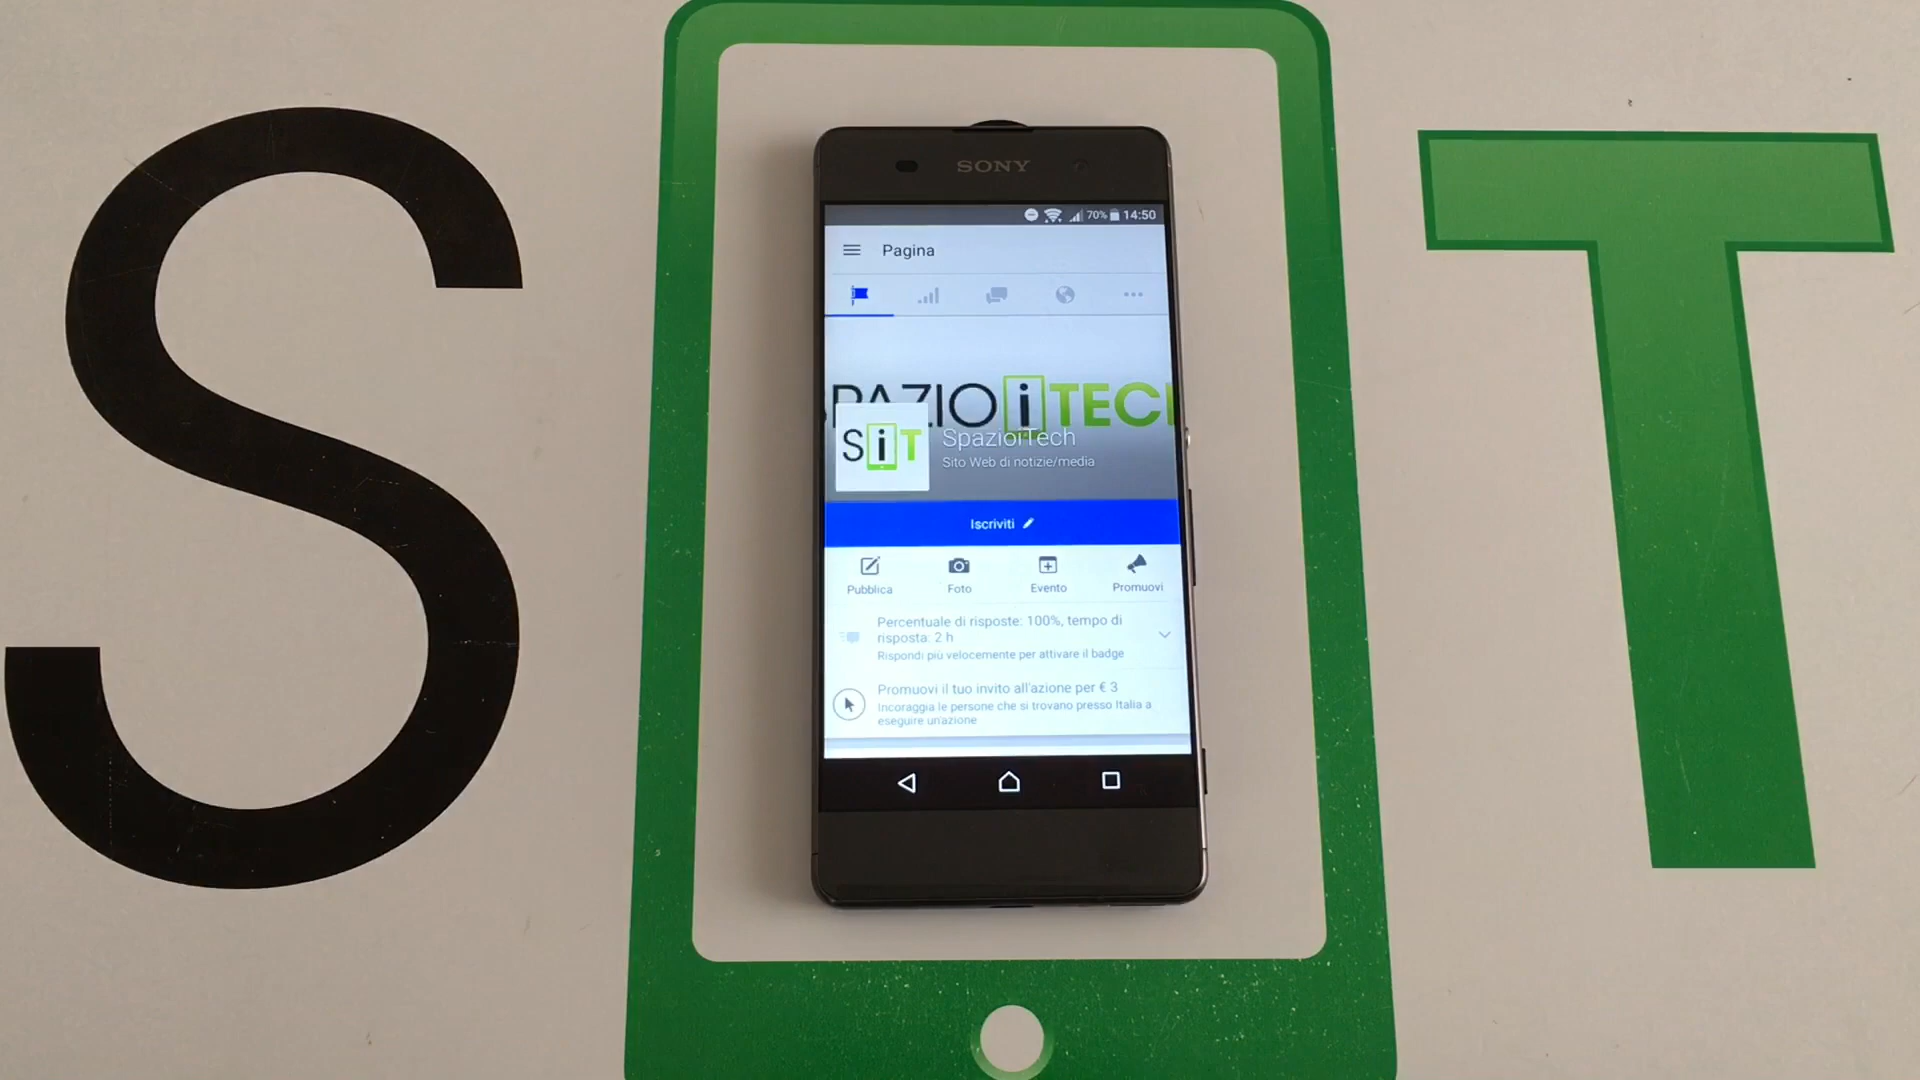 S T
SONY
70% 14:50
Pagina
SPAZIO iTECH
SiT
SpazioiTech
Sito Web di notizie/media
Iscriviti
Pubblica Foto Evento Promuovi
Percentuale di risposte: 100%, tempo di
risposta: 2 h
Rispondi più velocemente per attivare il badge
Promuovi il tuo invito all'azione per € 3
Incoraggia le persone che si trovano presso Italia a
eseguire un'azione